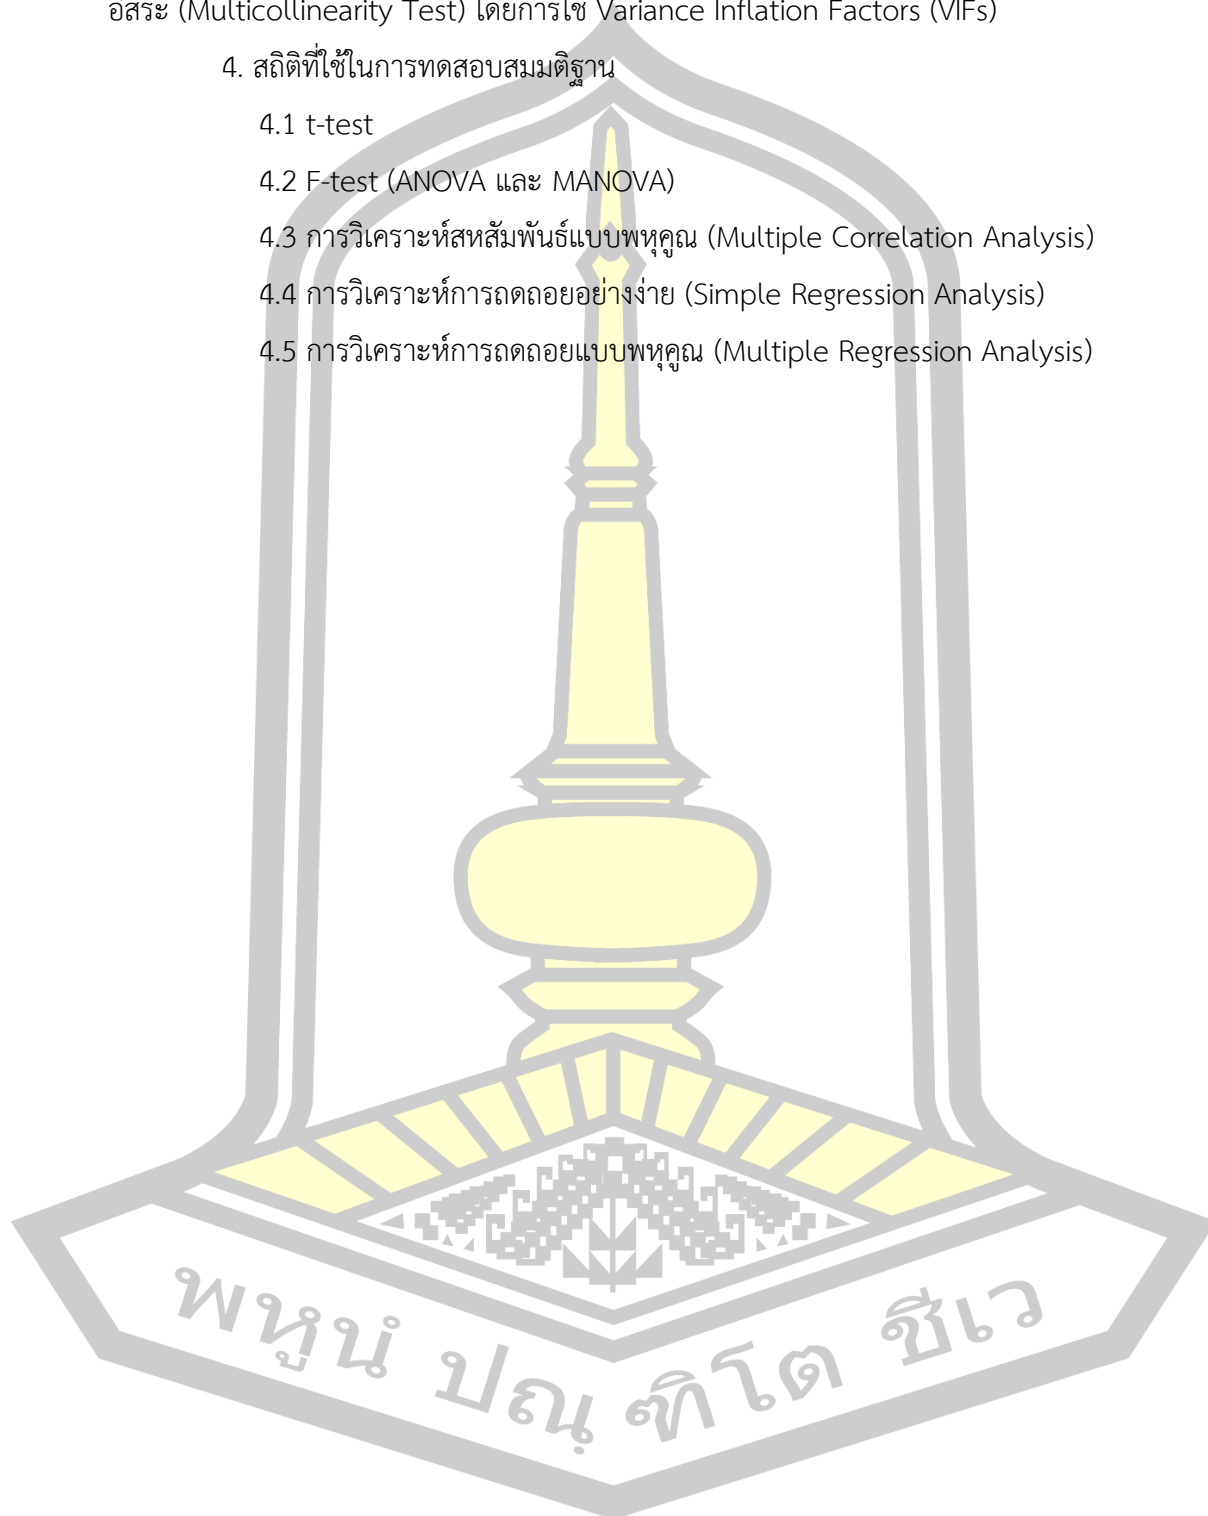 อิสระ (Multicollinearity Test) โดยการใช้ Variance Inflation Factors (VIFs)
4. สถิติที่ใช้ในการทดสอบสมมติฐาน
4.1 t-test
4.2 F-test (ANOVA และ MANOVA)
4.3 การวิเคราะห์สหสัมพันธ์แบบพหุคูณ (Multiple Correlation Analysis)
4.4 การวิเคราะห์การถดถอยอย่างง่าย (Simple Regression Analysis)
4.5 การวิเคราะห์การถดถอยแบบพหุคูณ (Multiple Regression Analysis)
พหูนํ ปณฺฑิโต ชีเว